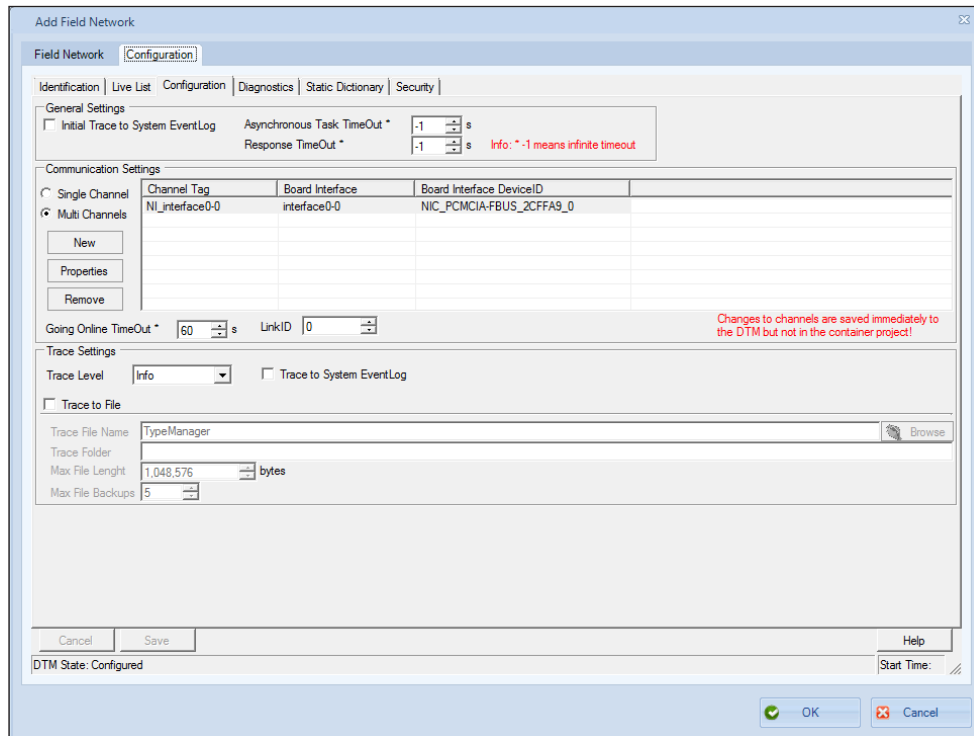 Add Field Network
Field Network Configuration
Identification Live List Configuration Diagnostics Static Dictionary Security
General Settings
Initial Trace to System EventLog Asynchronous Task TimeOut * -1 s
Response TimeOut * -1 s Info: * -1 means infinite timeout
Communication Settings
Single Channel
Multi Channels
Channel Tag Board Interface Board Interface DeviceID
NI_interface0-0 interface0-0 NIC_PCMCIA-FBUS_2CFFA9_0
New
Properties
Remove
Going Online TimeOut * 60 s LinkID 0
Changes to channels are saved immediately to
the DTM but not in the container project!
Trace Settings
Trace Level Info Trace to System EventLog
Trace to File
Trace File Name TypeManager Browse
Trace Folder
Max File Lenght 1,048,576 bytes
Max File Backups 5
Cancel Save Help
DTM State: Configured Start Time:
OK Cancel